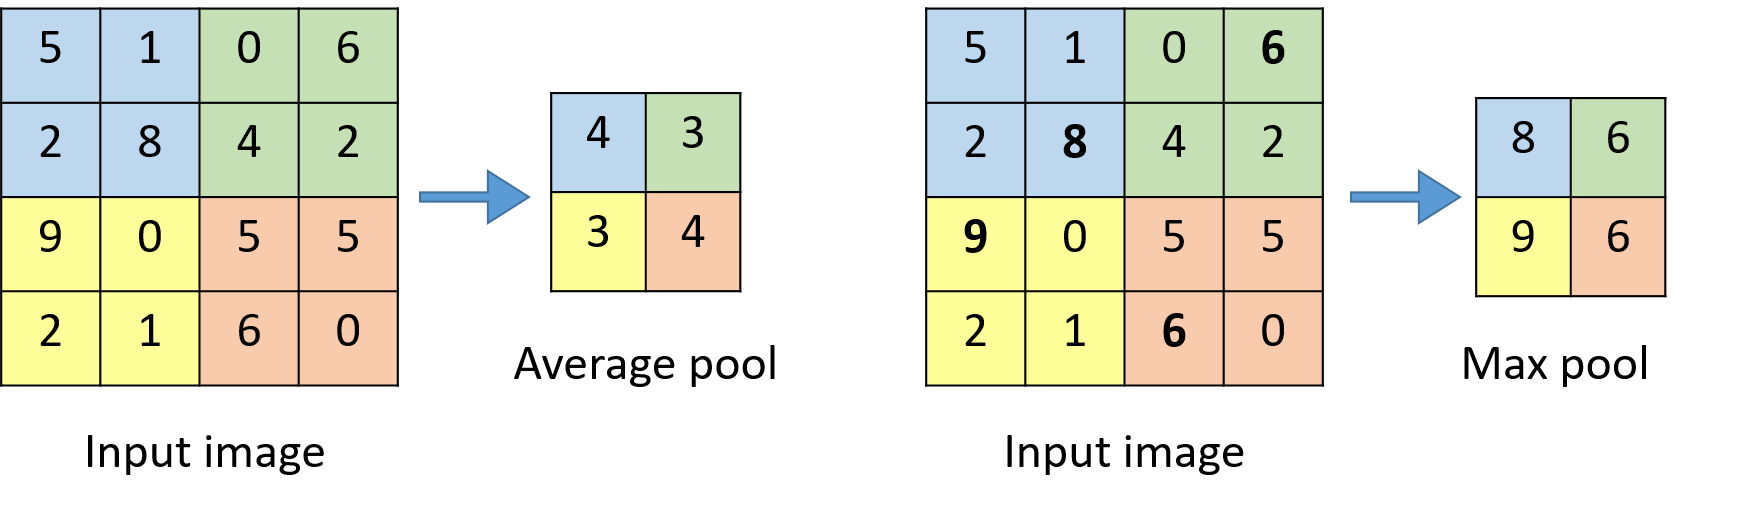 5 1 0 6
2 8 4 2
9 0 5 5
2 1 6 0
Input image
4 3
3 4
Average pool
5 1 0 6
2 8 4 2
9 0 5 5
2 1 6 0
Input image
8 6
9 6
Max pool